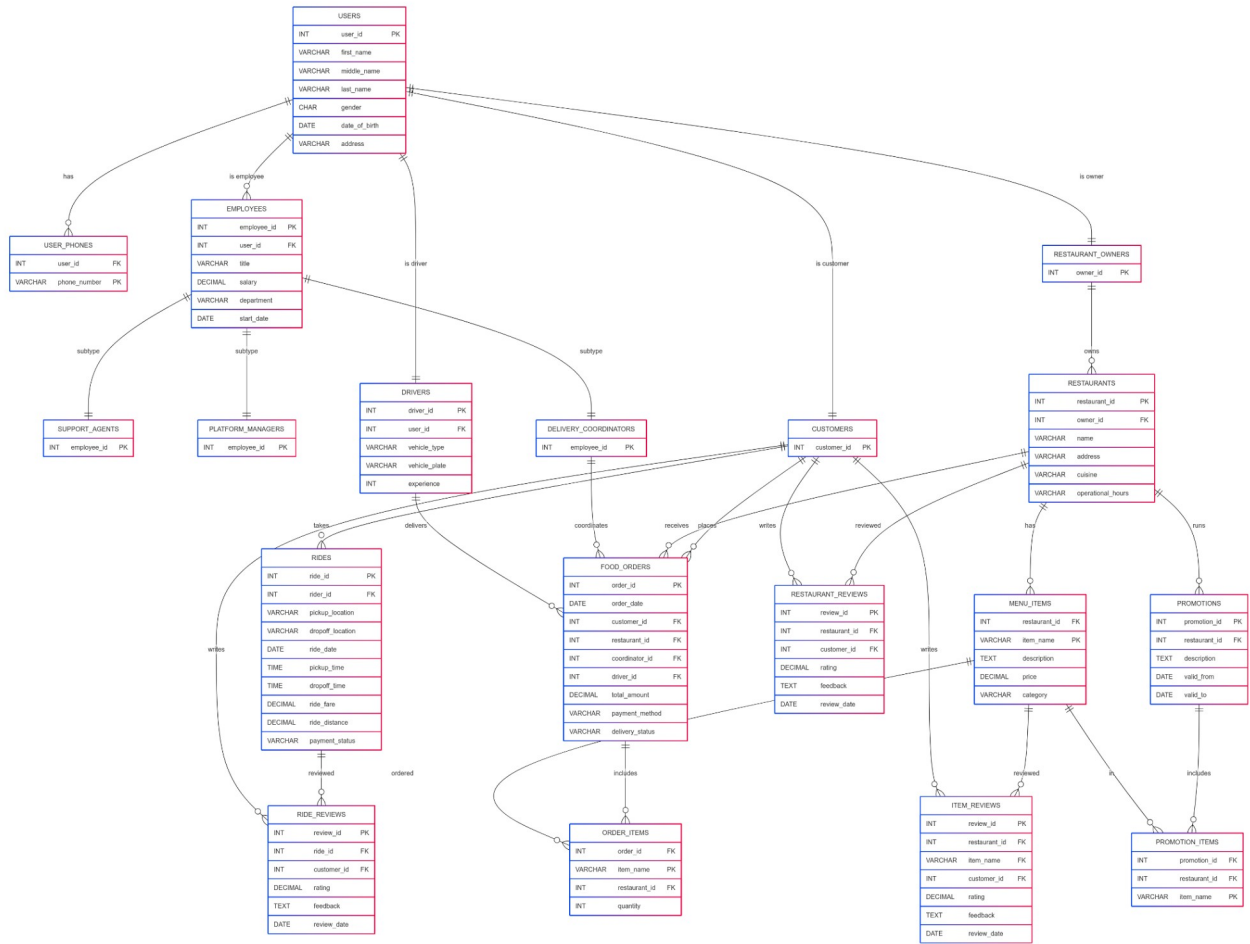 USERS
INT user_id PK
VARCHAR first_name
VARCHAR middle_name
VARCHAR last_name
CHAR gender
DATE date_of_birth
VARCHAR address
has
is employee
is driver
is customer
is owner
USER_PHONES
INT user_id FK
VARCHAR phone_number PK
EMPLOYEES
INT employee_id PK
INT user_id FK
VARCHAR title
DECIMAL salary
VARCHAR department
DATE start_date
RESTAURANT_OWNERS
INT owner_id PK
subtype
subtype
subtype
owns
SUPPORT_AGENTS
INT employee_id PK
PLATFORM_MANAGERS
INT employee_id PK
DRIVERS
INT driver_id PK
INT user_id FK
VARCHAR vehicle_type
VARCHAR vehicle_plate
INT experience
DELIVERY_COORDINATORS
INT employee_id PK
CUSTOMERS
INT customer_id PK
RESTAURANTS
INT restaurant_id PK
INT owner_id FK
VARCHAR name
VARCHAR address
VARCHAR cuisine
VARCHAR operational_hours
takes
delivers
coordinates
receives
places
writes
reviewed
has
runs
RIDES
INT ride_id PK
INT rider_id FK
VARCHAR pickup_location
VARCHAR dropoff_location
DATE ride_date
TIME pickup_time
TIME dropoff_time
DECIMAL ride_fare
DECIMAL ride_distance
VARCHAR payment_status
FOOD_ORDERS
INT order_id PK
DATE order_date
INT customer_id FK
INT restaurant_id FK
INT coordinator_id FK
INT driver_id FK
DECIMAL total_amount
VARCHAR payment_method
VARCHAR delivery_status
RESTAURANT_REVIEWS
INT review_id PK
INT restaurant_id FK
INT customer_id FK
DECIMAL rating
TEXT feedback
DATE review_date
MENU_ITEMS
INT restaurant_id FK
VARCHAR item_name PK
TEXT description
DECIMAL price
VARCHAR category
PROMOTIONS
INT promotion_id PK
INT restaurant_id FK
TEXT description
DATE valid_from
DATE valid_to
writes
writes
reviewed
ordered
includes
reviewed
in
includes
RIDE_REVIEWS
INT review_id PK
INT ride_id FK
INT customer_id FK
DECIMAL rating
TEXT feedback
DATE review_date
ORDER_ITEMS
INT order_id FK
VARCHAR item_name PK
INT restaurant_id FK
INT quantity
ITEM_REVIEWS
INT review_id PK
INT restaurant_id FK
VARCHAR item_name FK
INT customer_id FK
DECIMAL rating
TEXT feedback
DATE review_date
PROMOTION_ITEMS
INT promotion_id FK
INT restaurant_id FK
VARCHAR item_name PK